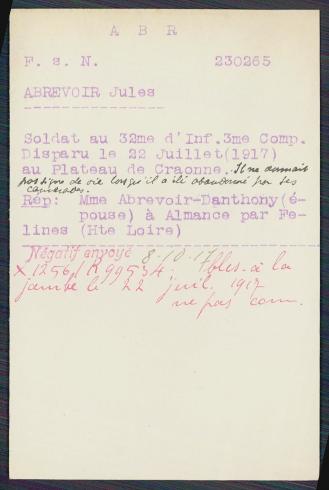 A B R
F. s. N. 230265
ABREVOIR Jules
Soldat au 32me d'Inf.3me Comp.
Disparu le 22 Juillet(1917)
au Plateau de Craonne. Il ne donnait
pas signe de vie lorsqu'il a été abandonné par ses
camarades.
Rép: Mme Abrevoir-Danthony(é-
pouse) à Almance par Fe-
lines (Hte Loire)
Négatif envoyé 8-10-17
x 1256/R 99534. bles. à la
jambe le 22 juil. 1917
ne pas com.